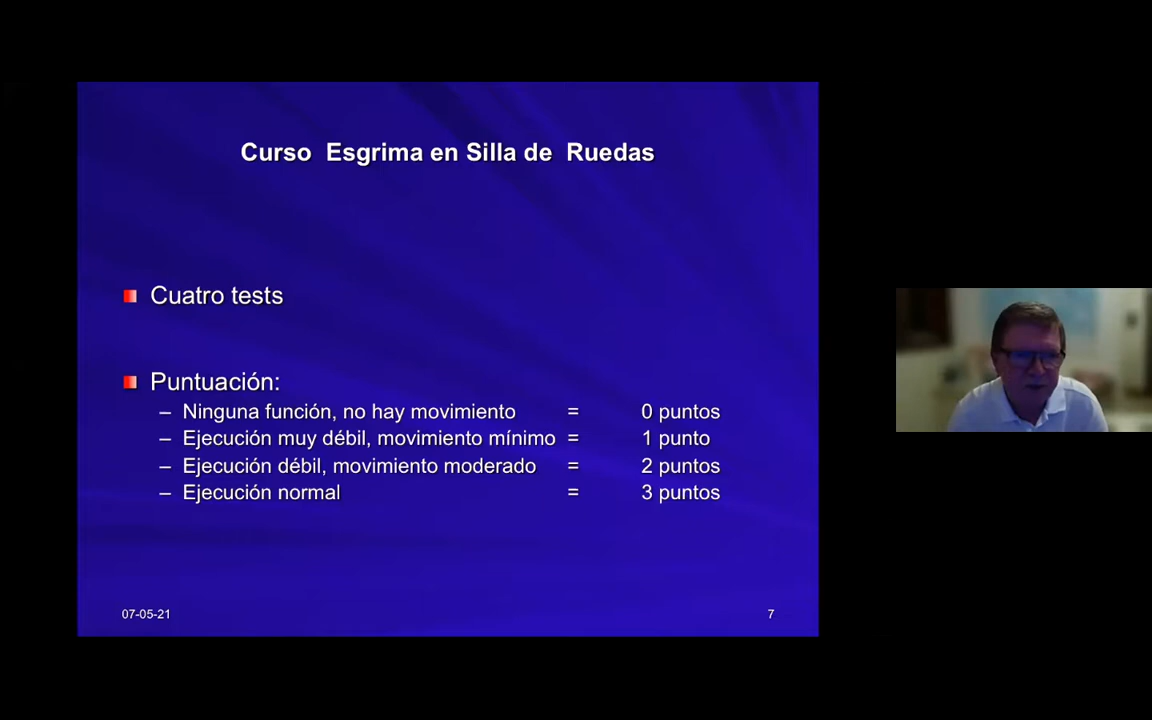 Curso Esgrima en Silla de Ruedas
Cuatro tests
Puntuación:
– Ninguna función, no hay movimiento = 0 puntos
– Ejecución muy débil, movimiento mínimo = 1 punto
– Ejecución débil, movimiento moderado = 2 puntos
– Ejecución normal = 3 puntos
07-05-21 7